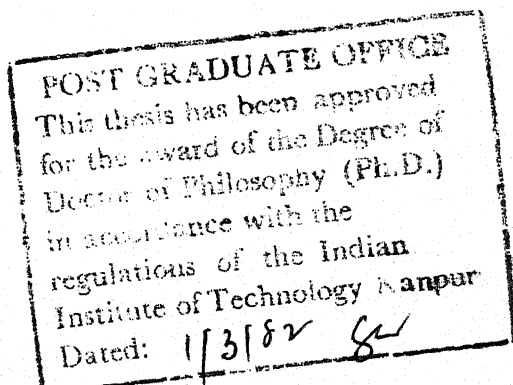 POST GRADUATE OFFICE
This thesis has been approved
for the award of the Degree of
Doctor of Philosophy (Ph.D.)
in accordance with the
regulations of the Indian
Institute of Technology Kanpur
Dated: 1/3/82